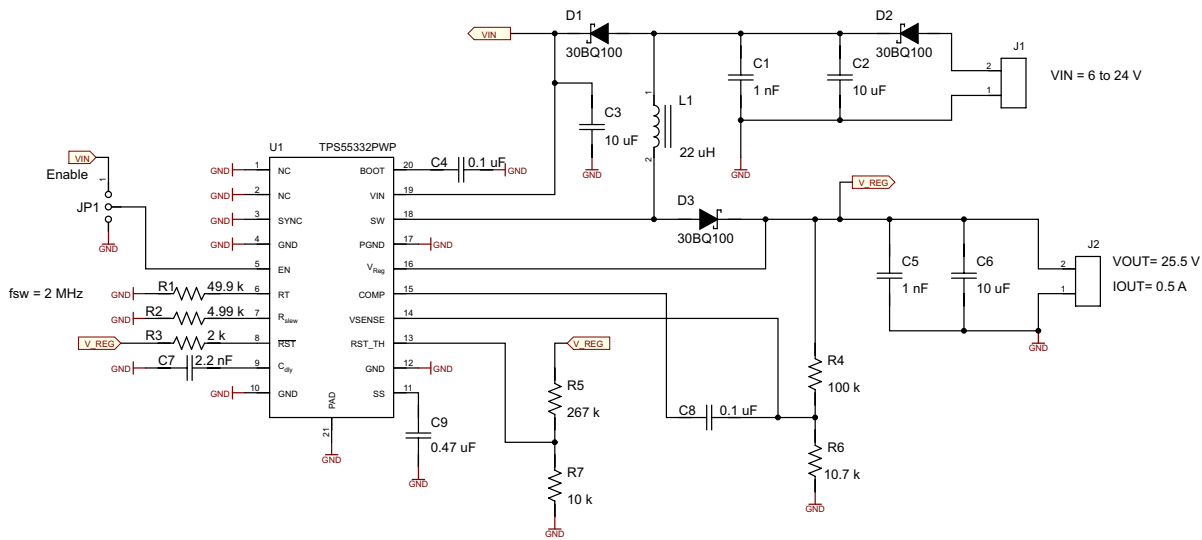 D1
VIN
30BQ100
D2
30BQ100
J1
2
1
VIN = 6 to 24 V
C1
1 nF
C2
10 uF
C3
10 uF
1
L1
2
22 uH
U1
TPS55332PWP
VIN
Enable
1
JP1
GND
GND 1 NC
GND 2 NC
GND 3 SYNC
GND 4 GND
5 EN
fsw = 2 MHz
GND R1 49.9 k 6 RT
GND R2 4.99 k 7 Rslew
V_REG R3 2 k 8 RST
GND C7 2.2 nF 9 Cdly
GND 10 GND
PAD
21
GND
BOOT 20 C4 0.1 uF GND
VIN 19
SW 18
PGND 17 GND
VReg 16
COMP 15
VSENSE 14
RST_TH 13
GND 12 GND
SS 11
C9
0.47 uF
GND
GND
GND
D3
30BQ100
V_REG
C5
1 nF
C6
10 uF
J2
2
1
VOUT= 25.5 V
IOUT= 0.5 A
GND
V_REG
R5
267 k
R7
10 k
GND
C8 0.1 uF
R4
100 k
R6
10.7 k
GND